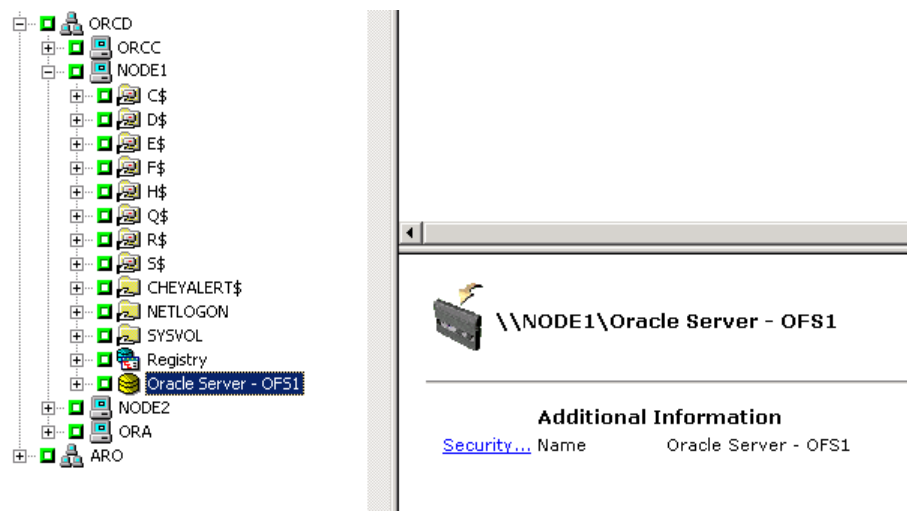 ORCD
ORCC
NODE1
C$
D$
E$
F$
H$
Q$
R$
S$
CHEYALERT$
NETLOGON
SYSVOL
Registry
Oracle Server - OFS1
NODE2
ORA
ARO
\\NODE1\Oracle Server - OFS1
Additional Information
Security... Name Oracle Server - OFS1